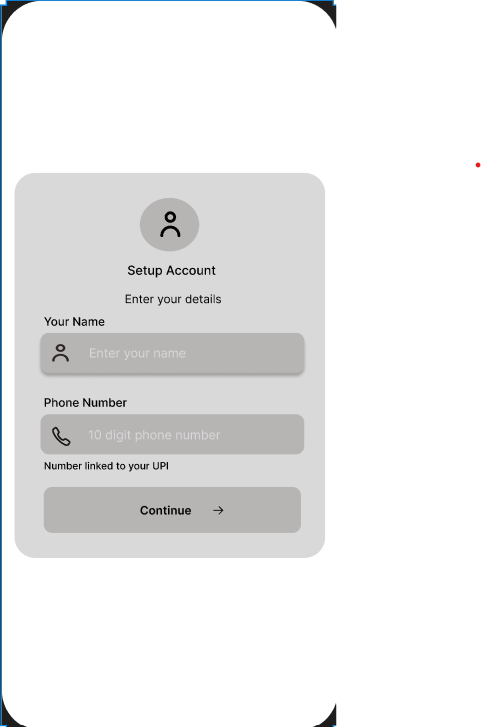 Setup Account
Enter your details
Your Name
Enter your name
Phone Number
10 digit phone number
Number linked to your UPI
Continue →